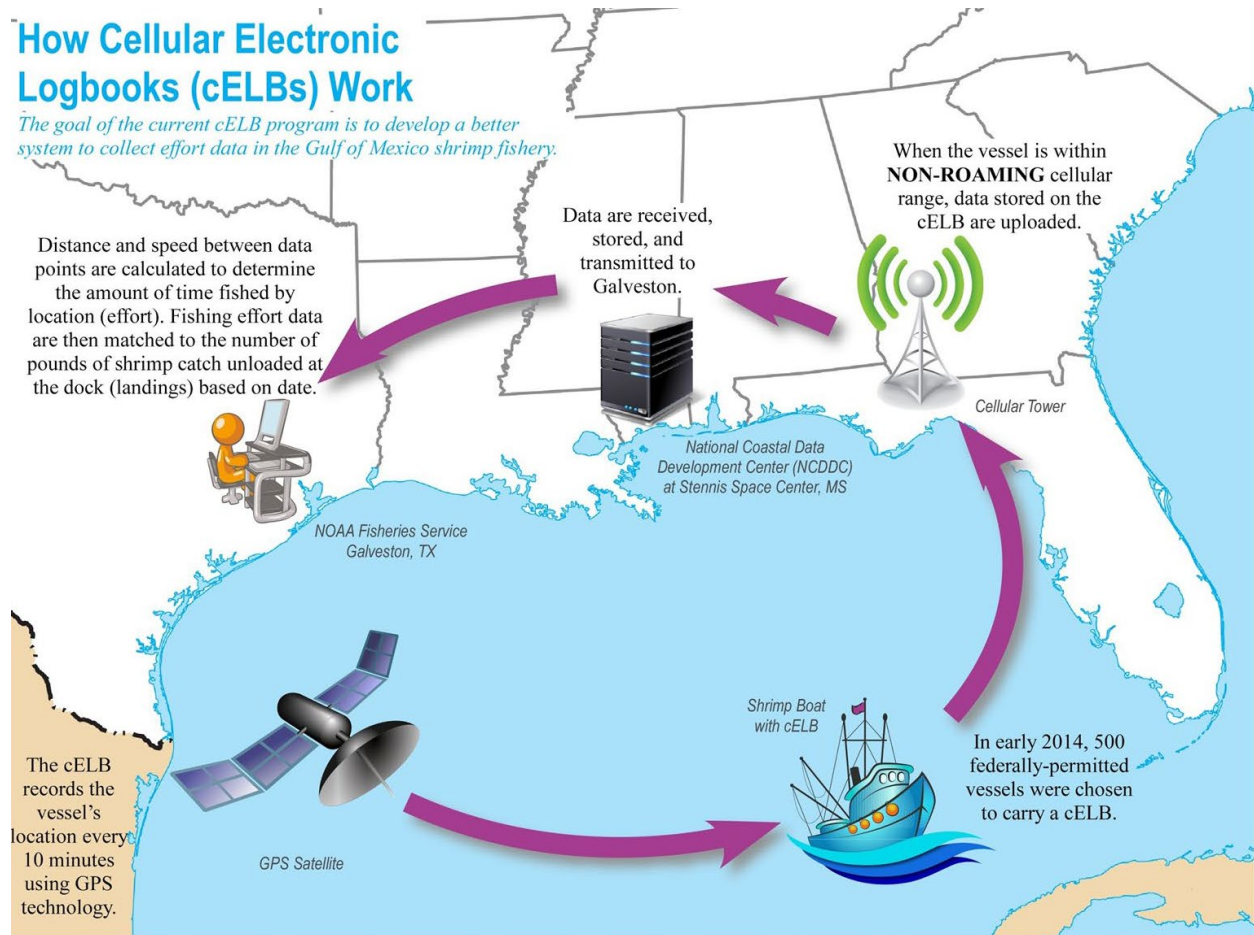 How Cellular Electronic
Logbooks (cELBs) Work
The goal of the current cELB program is to develop a better
system to collect effort data in the Gulf of Mexico shrimp fishery.
The cELB
records the
vessel's
location every
10 minutes
using GPS
technology.
GPS Satellite
Shrimp Boat
with cELB
In early 2014, 500
federally-permitted
vessels were chosen
to carry a cELB.
When the vessel is within
NON-ROAMING cellular
range, data stored on the
cELB are uploaded.
Cellular Tower
Data are received,
stored, and
transmitted to
Galveston.
National Coastal Data
Development Center (NCDDC)
at Stennis Space Center, MS
Distance and speed between data
points are calculated to determine
the amount of time fished by
location (effort). Fishing effort data
are then matched to the number of
pounds of shrimp catch unloaded at
the dock (landings) based on date.
NOAA Fisheries Service
Galveston, TX